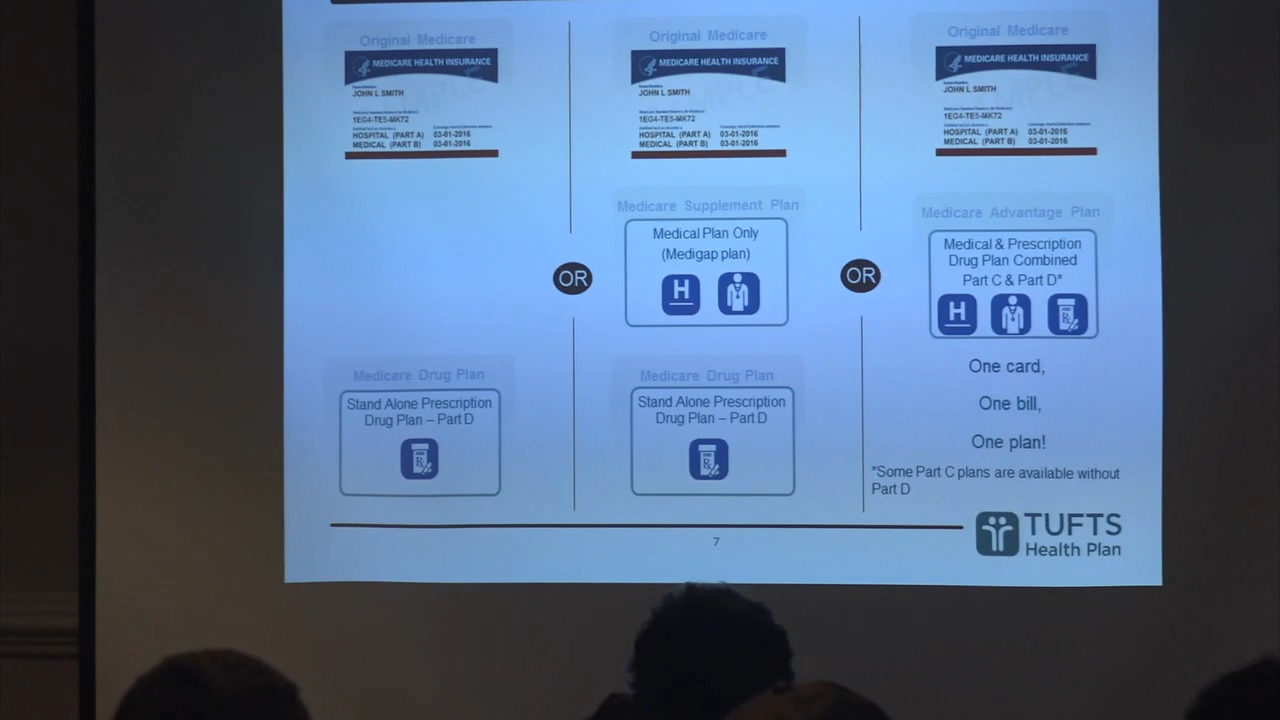 Original Medicare
MEDICARE HEALTH INSURANCE
JOHN L SMITH
1EG4-TE5-MK72
HOSPITAL (PART A) 03-01-2016
MEDICAL (PART B) 03-01-2016
Medicare Drug Plan
Stand Alone Prescription
Drug Plan – Part D
Rx
OR
Original Medicare
MEDICARE HEALTH INSURANCE
JOHN L SMITH
1EG4-TE5-MK72
HOSPITAL (PART A) 03-01-2016
MEDICAL (PART B) 03-01-2016
Medicare Supplement Plan
Medical Plan Only
(Medigap plan)
H
Medicare Drug Plan
Stand Alone Prescription
Drug Plan – Part D
Rx
OR
Original Medicare
MEDICARE HEALTH INSURANCE
JOHN L SMITH
1EG4-TE5-MK72
HOSPITAL (PART A) 03-01-2016
MEDICAL (PART B) 03-01-2016
Medicare Advantage Plan
Medical & Prescription
Drug Plan Combined
Part C & Part D*
H
Rx
One card,
One bill,
One plan!
*Some Part C plans are available without
Part D
7
TUFTS
Health Plan